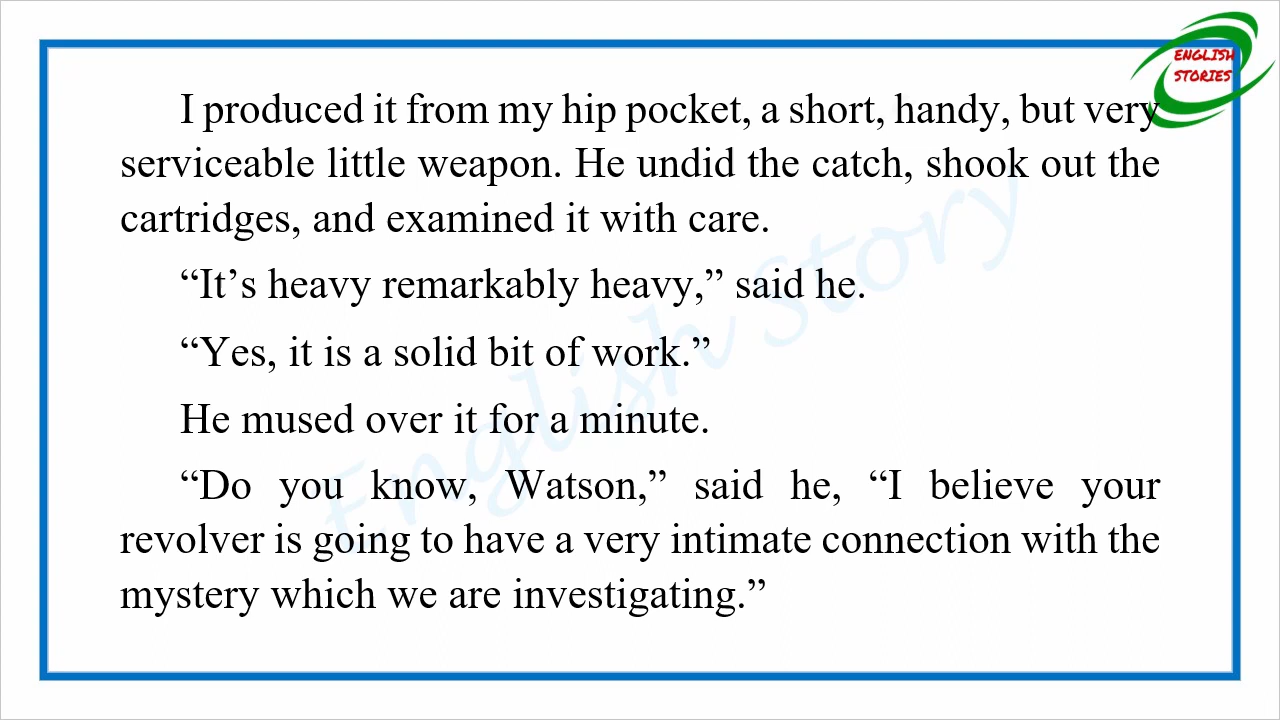 ENGLISH
STORIES
I produced it from my hip pocket, a short, handy, but very
serviceable little weapon. He undid the catch, shook out the
cartridges, and examined it with care.
“It’s heavy remarkably heavy,” said he.
“Yes, it is a solid bit of work.”
He mused over it for a minute.
“Do you know, Watson,” said he, “I believe your
revolver is going to have a very intimate connection with the
mystery which we are investigating.”
English Story